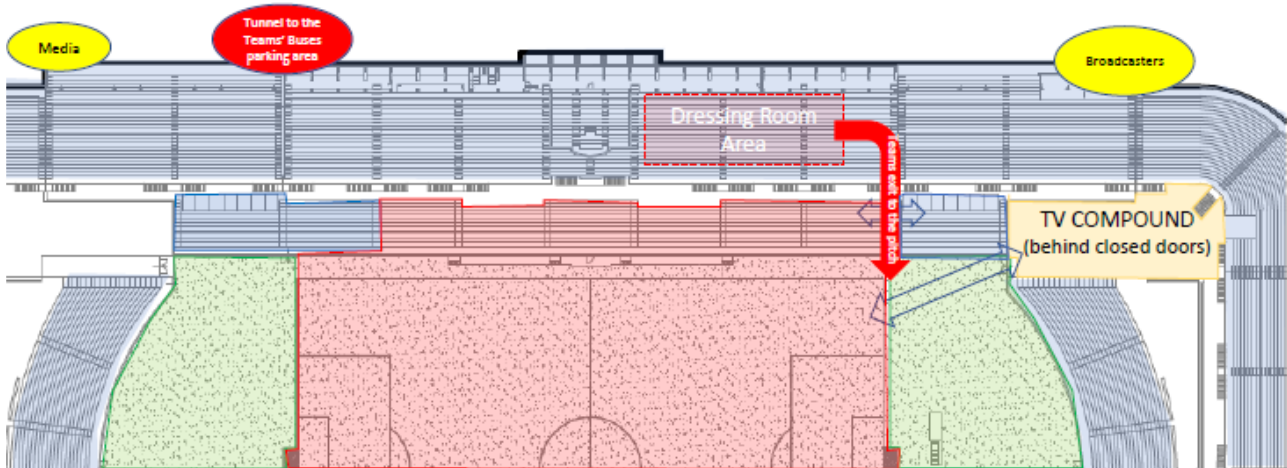 Media
Tunnel to the
Teams' Buses
parking area
Broadcasters
Dressing Room
Area
Teams exit to the pitch
TV COMPOUND
(behind closed doors)